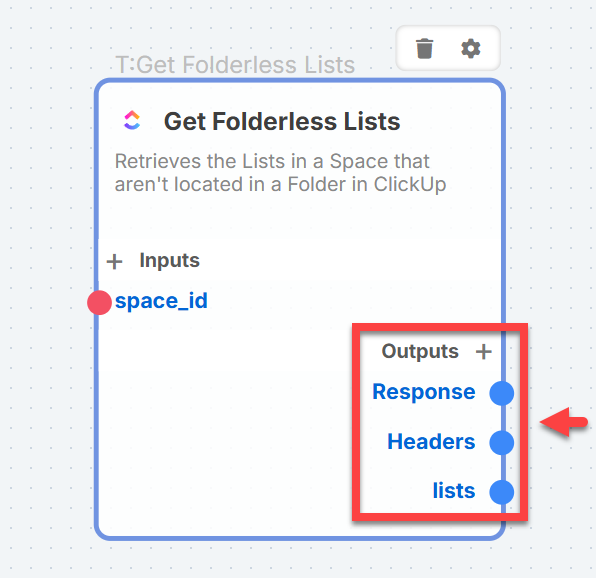 T:Get Folderless Lists
Get Folderless Lists
Retrieves the Lists in a Space that
aren't located in a Folder in ClickUp
+ Inputs
space_id
Outputs +
Response
Headers
lists